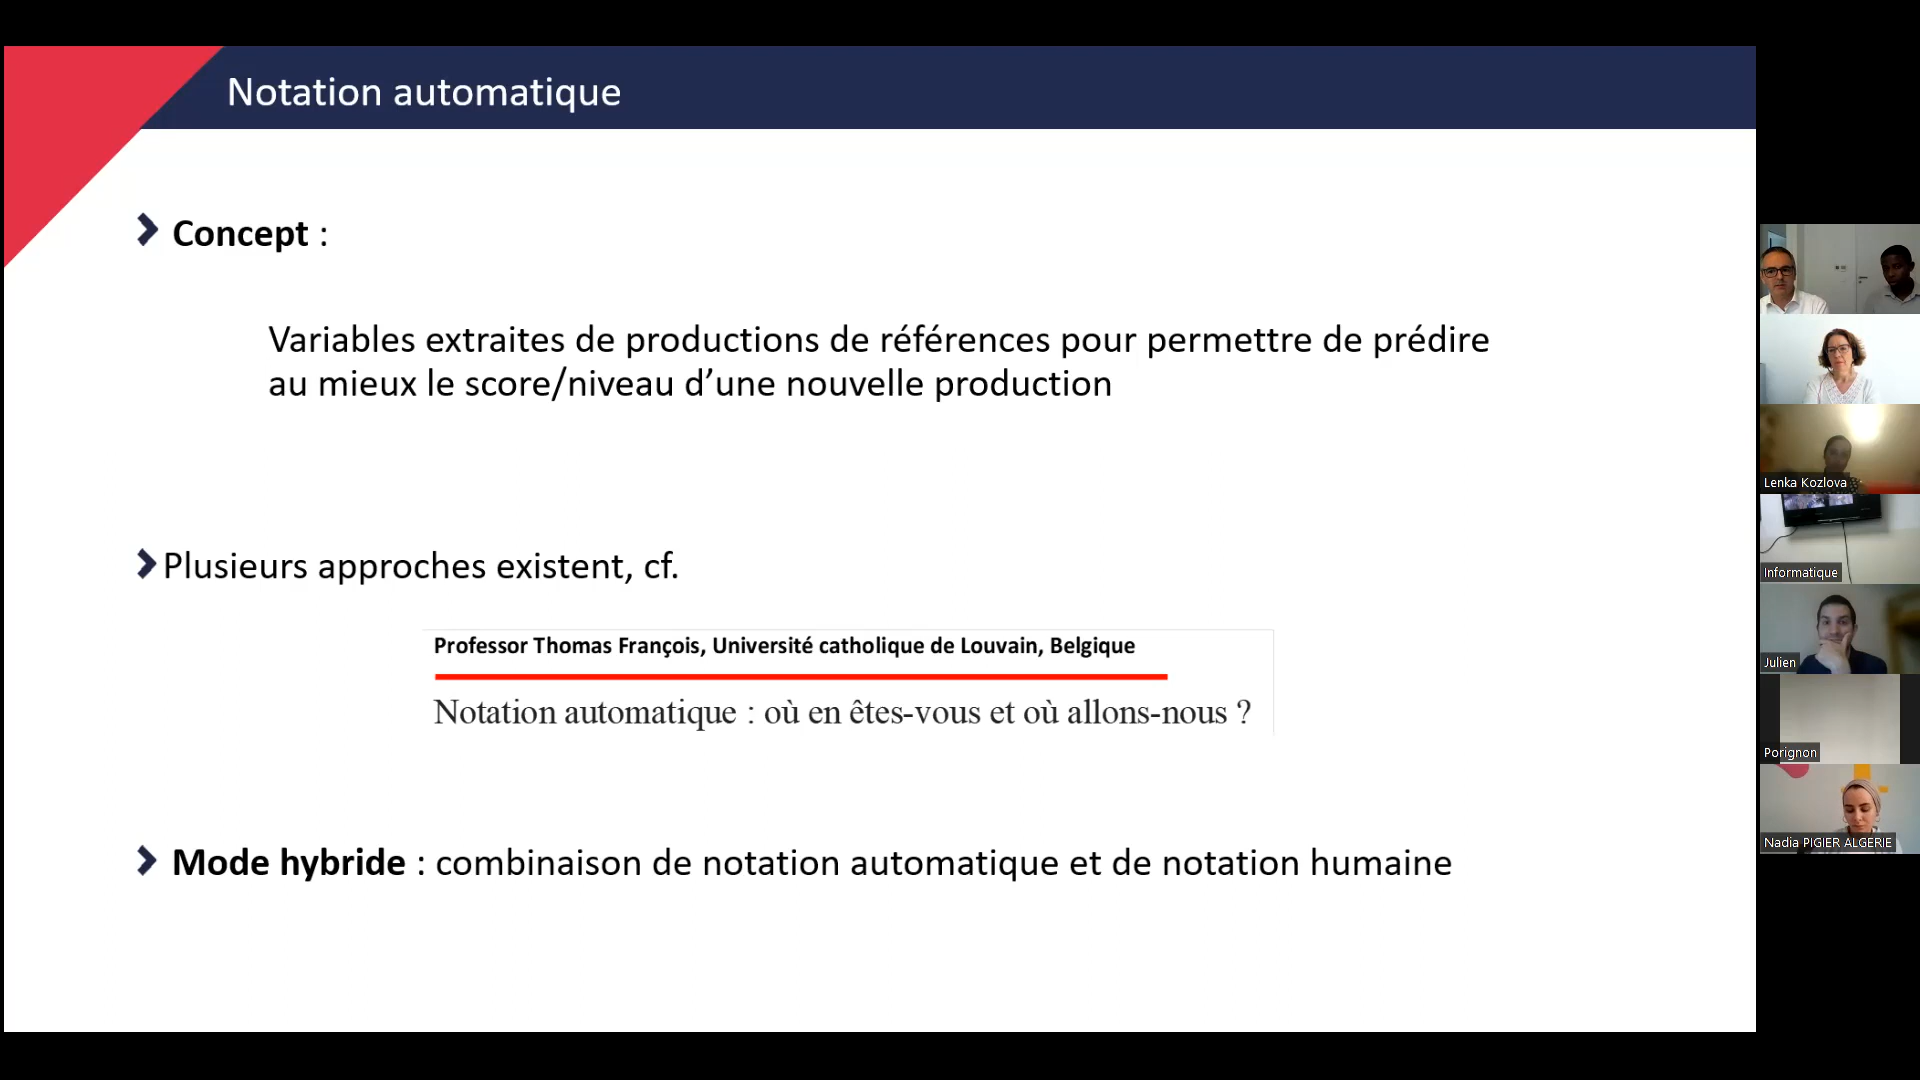 Notation automatique
Concept :
Variables extraites de productions de références pour permettre de prédire
au mieux le score/niveau d’une nouvelle production
Plusieurs approches existent, cf.
Professor Thomas François, Université catholique de Louvain, Belgique
Notation automatique : où en êtes-vous et où allons-nous ?
Mode hybride : combinaison de notation automatique et de notation humaine
Lenka Kozlova
Informatique
Julien
Porignon
Nadia PIGIER ALGERIE